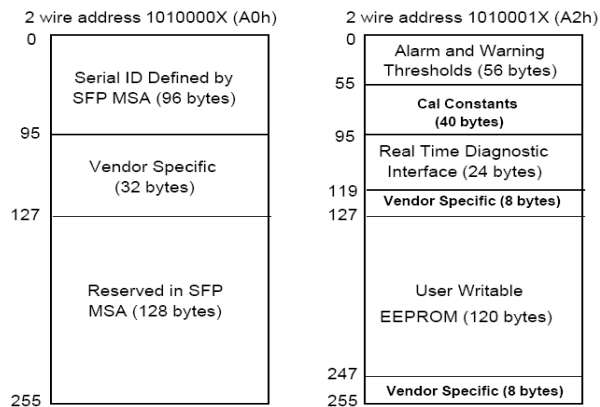 2 wire address 1010000X (A0h)
0
Serial ID Defined by
SFP MSA (96 bytes)
95
Vendor Specific
(32 bytes)
127
Reserved in SFP
MSA (128 bytes)
255
2 wire address 1010001X (A2h)
0
Alarm and Warning
Thresholds (56 bytes)
55
Cal Constants
(40 bytes)
95
Real Time Diagnostic
Interface (24 bytes)
119
Vendor Specific (8 bytes)
127
User Writable
EEPROM (120 bytes)
247
Vendor Specific (8 bytes)
255